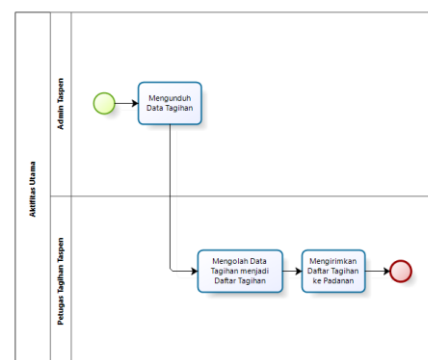 Aktifitas Utama
Admin Taspen
Mengunduh
Data Tagihan
Petugas Tagihan Taspen
Mengolah Data
Tagihan menjadi
Daftar Tagihan
Mengirimkan
Daftar Tagihan
ke Padanan